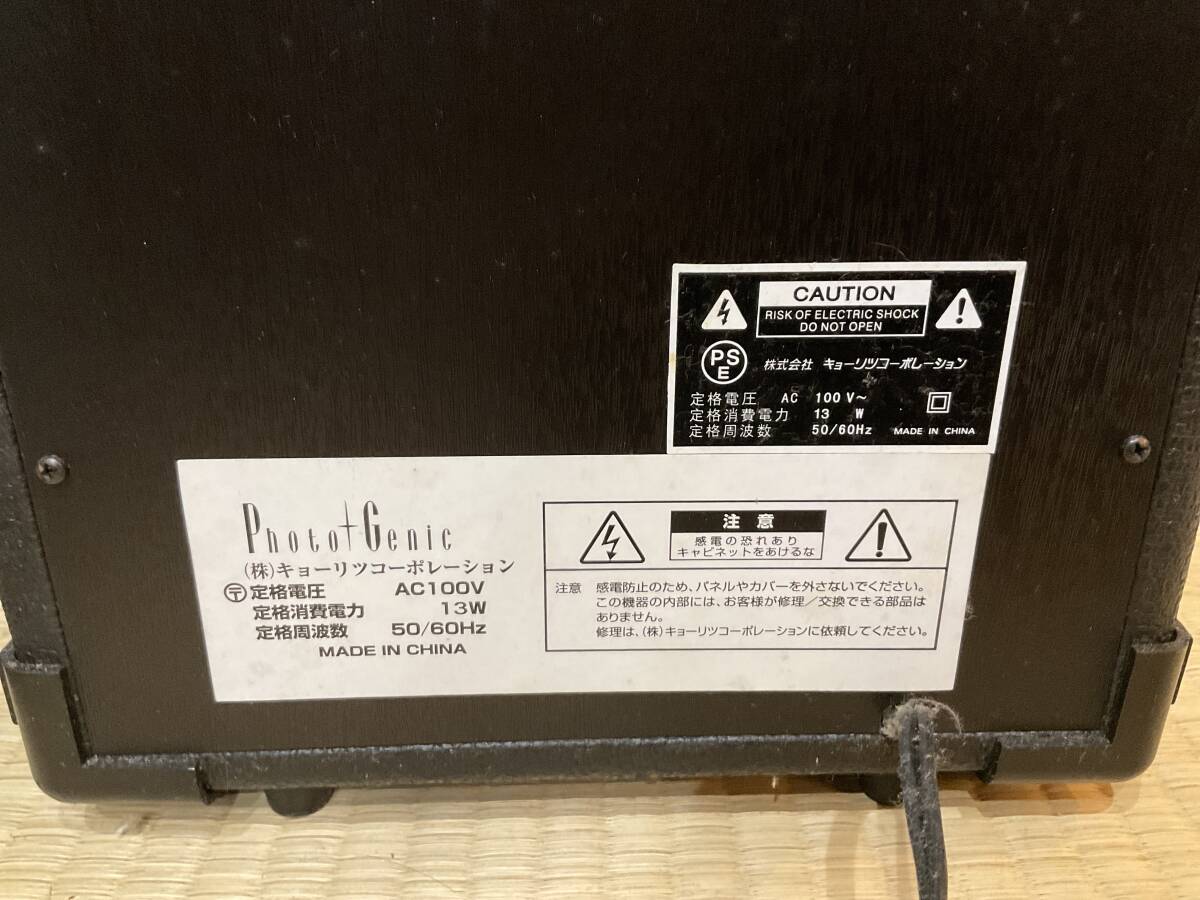 CAUTION
RISK OF ELECTRIC SHOCK
DO NOT OPEN
PS
E
株式会社 キョーリツコーポレーション
定格電圧 AC 100 V～
定格消費電力 13 W
定格周波数 50/60Hz MADE IN CHINA
Photo Genic
(株)キョーリツコーポレーション
〒定格電圧 AC100V
定格消費電力 13W
定格周波数 50/60Hz
MADE IN CHINA
注意
感電の恐れあり
キャビネットをあけるな
注意 感電防止のため、パネルやカバーを外さないでください。
この機器の内部には、お客様が修理／交換できる部品は
ありません。
修理は、(株)キョーリツコーポレーションに依頼してください。